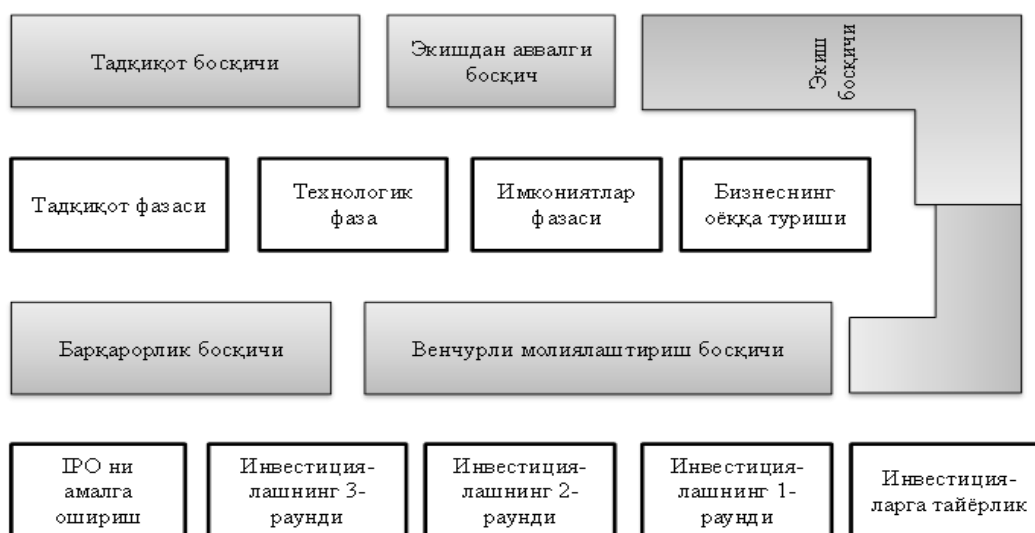 Тадқиқот босқичи
Экишдан аввалги
босқич
Экиш
босқичи
Тадқиқот фазаси
Технологик
фаза
Имкониятлар
фазаси
Бизнеснинг
оёққа туриши
Барқарорлик босқичи
Венчурли молиялаштириш босқичи
IPO ни
амалга
ошириш
Инвестиция-
лашнинг 3-
раунди
Инвестиция-
лашнинг 2-
раунди
Инвестиция-
лашнинг 1-
раунди
Инвестиция-
ларга тайёрлик